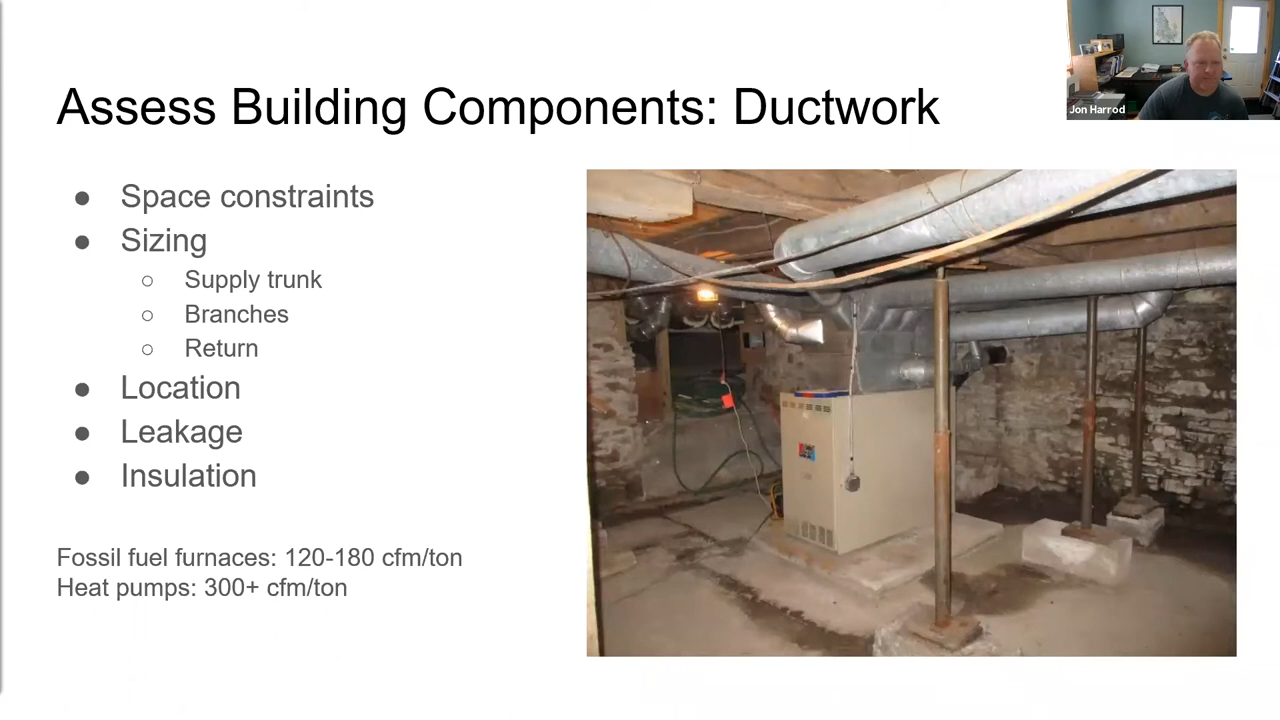 Assess Building Components: Ductwork
Jon Harrod
● Space constraints
● Sizing
○ Supply trunk
○ Branches
○ Return
● Location
● Leakage
● Insulation
Fossil fuel furnaces: 120-180 cfm/ton
Heat pumps: 300+ cfm/ton